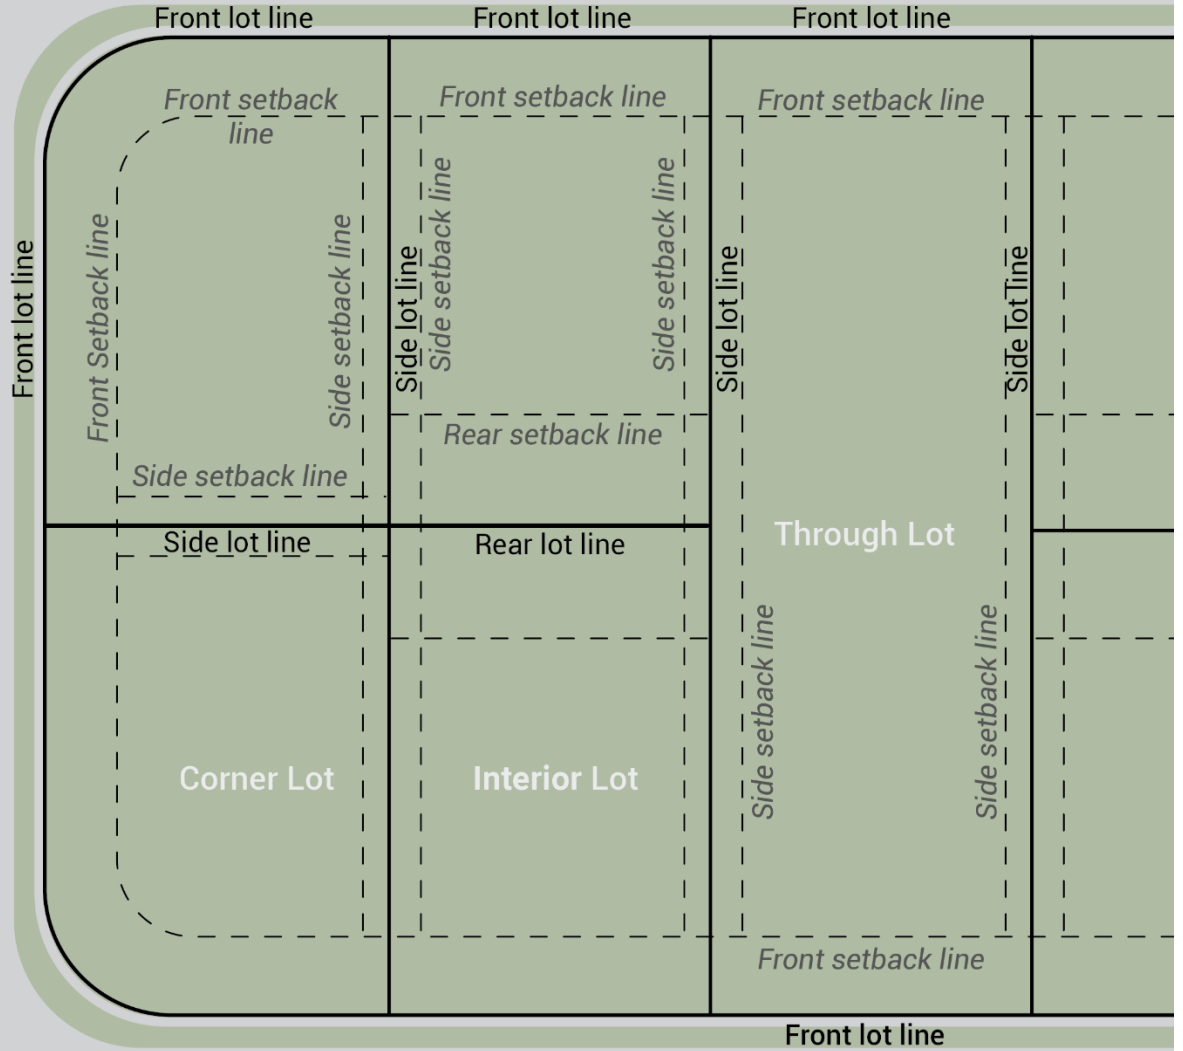 Front lot line
Front lot line
Front lot line
Front setback
line
Front setback line
Front setback line
Front lot line
Front Setback line
Side setback line
Side lot line
Side setback line
Side setback line
Side lot line
Side lot line
Rear setback line
Side setback line
Side lot line
Rear lot line
Through Lot
Side setback line
Side setback line
Corner Lot
Interior Lot
Front setback line
Front lot line